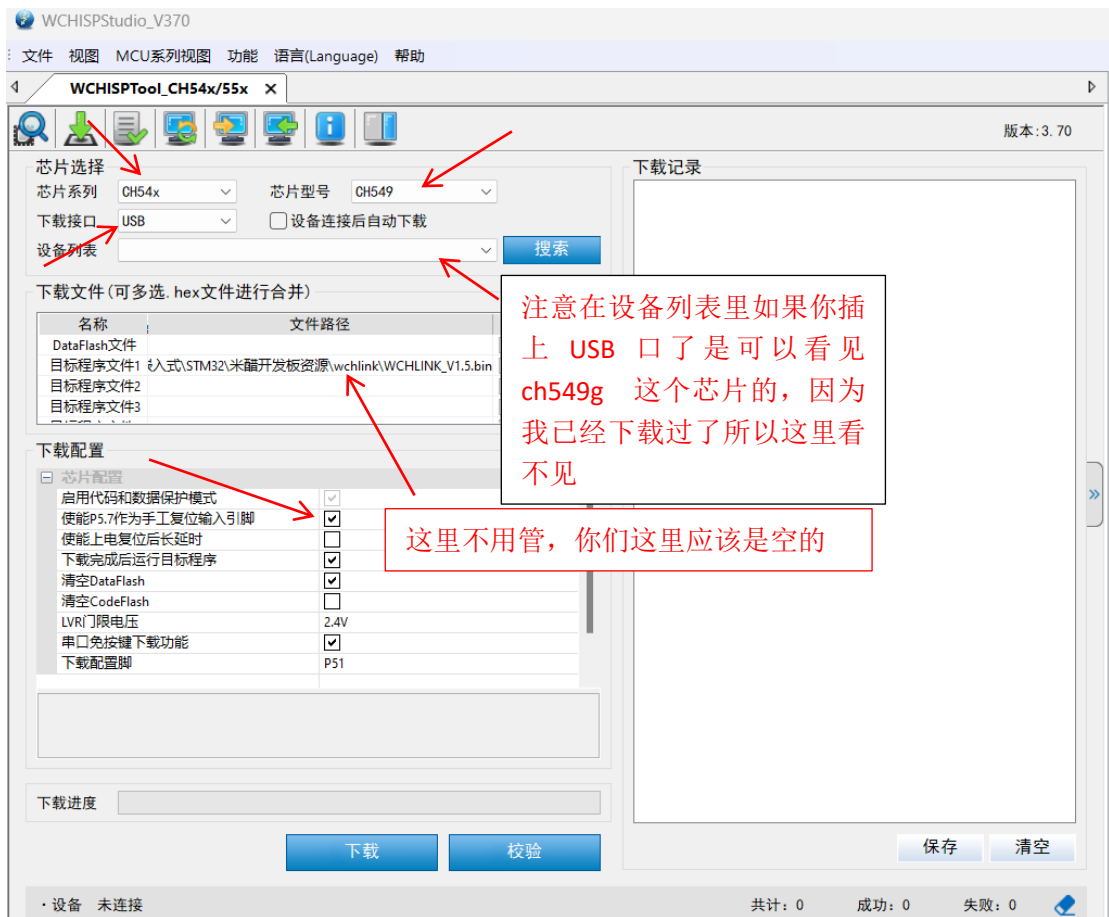 WCHISPStudio_V370
文件 视图 MCU系列视图 功能 语言(Language) 帮助
WCHISPTool_CH54x/55x
版本:3.70
芯片选择
芯片系列 CH54x 芯片型号 CH549
下载接口 USB 设备连接后自动下载
设备列表 搜索
下载文件(可多选.hex文件进行合并)
名称 文件路径
DataFlash文件
目标程序文件1 入式\STM32\米醋开发板资源\wchlink\WCHLINK_V1.5.bin
目标程序文件2
目标程序文件3
下载配置
芯片配置
启用代码和数据保护模式
使能P5.7作为手工复位输入引脚
使能上电复位后长延时
下载完成后运行目标程序
清空DataFlash
清空CodeFlash
LVR门限电压 2.4V
串口免按键下载功能
下载配置脚 P51
下载进度
下载 校验
下载记录
注意在设备列表里如果你插
上 USB 口了是可以看见
ch549g 这个芯片的，因为
我已经下载过了所以这里看
不见
这里不用管，你们这里应该是空的
保存 清空
·设备 未连接 共计: 0 成功: 0 失败: 0